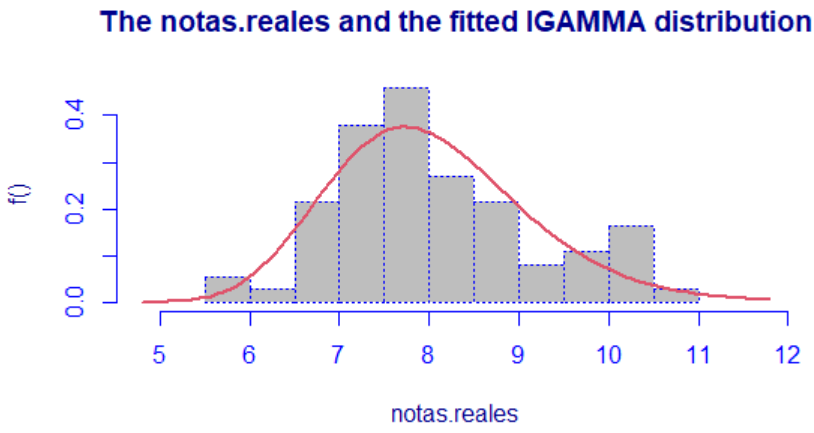 The notas.reales and the fitted IGAMMA distribution
f()
0.4
0.2
0.0
5 6 7 8 9 10 11 12
notas.reales